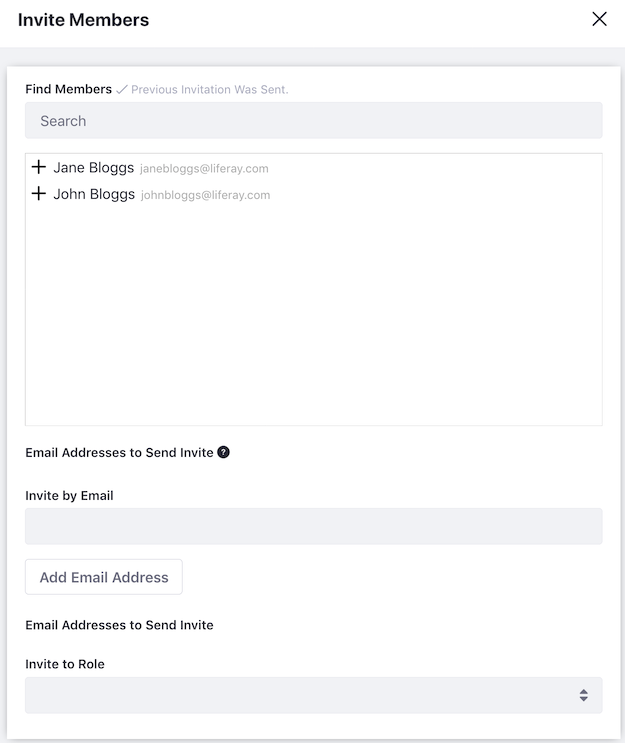 Invite Members
Find Members Previous Invitation Was Sent.
Search
Jane Bloggs janebloggs@liferay.com
John Bloggs johnbloggs@liferay.com
Email Addresses to Send Invite ?
Invite by Email
Add Email Address
Email Addresses to Send Invite
Invite to Role